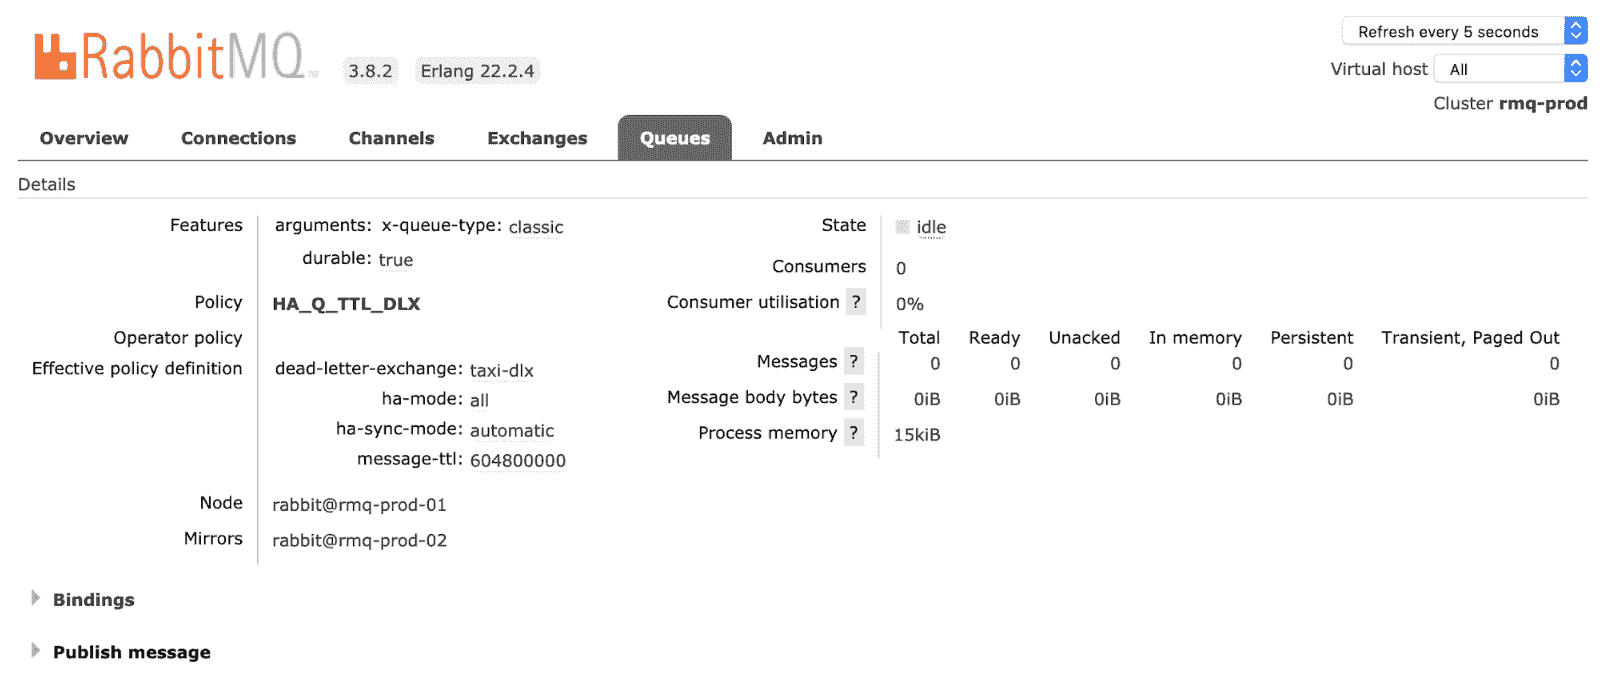 RabbitMQ TM 3.8.2 Erlang 22.2.4
Refresh every 5 seconds
Virtual host All
Cluster rmq-prod
Overview Connections Channels Exchanges Queues Admin
Details
Features arguments: x-queue-type: classic
durable: true
Policy HA_Q_TTL_DLX
Operator policy
Effective policy definition dead-letter-exchange: taxi-dlx
ha-mode: all
ha-sync-mode: automatic
message-ttl: 604800000
Node rabbit@rmq-prod-01
Mirrors rabbit@rmq-prod-02
State idle
Consumers 0
Consumer utilisation ? 0%
Total Ready Unacked In memory Persistent Transient, Paged Out
Messages ? 0 0 0 0 0 0
Message body bytes ? 0iB 0iB 0iB 0iB 0iB 0iB
Process memory ? 15kiB
Bindings
Publish message